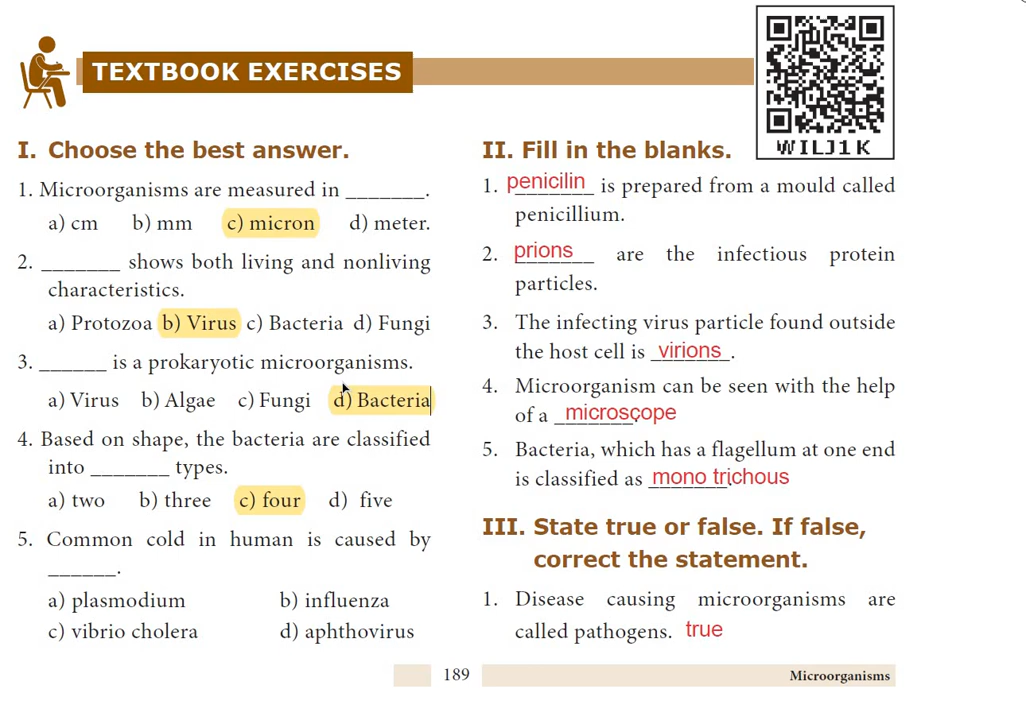 TEXTBOOK EXERCISES
WILJ1K
I. Choose the best answer.
1. Microorganisms are measured in _______.
a) cm b) mm c) micron d) meter.
2. _______ shows both living and nonliving
characteristics.
a) Protozoa b) Virus c) Bacteria d) Fungi
3. ______ is a prokaryotic microorganisms.
a) Virus b) Algae c) Fungi d) Bacteria
4. Based on shape, the bacteria are classified
into _______ types.
a) two b) three c) four d) five
5. Common cold in human is caused by
______.
a) plasmodium b) influenza
c) vibrio cholera d) aphthovirus
II. Fill in the blanks.
1. penicilin is prepared from a mould called
penicillium.
2. prions are the infectious protein
particles.
3. The infecting virus particle found outside
the host cell is virions.
4. Microorganism can be seen with the help
of a microscope.
5. Bacteria, which has a flagellum at one end
is classified as mono trichous.
III. State true or false. If false,
correct the statement.
1. Disease causing microorganisms are
called pathogens. true
189
Microorganisms